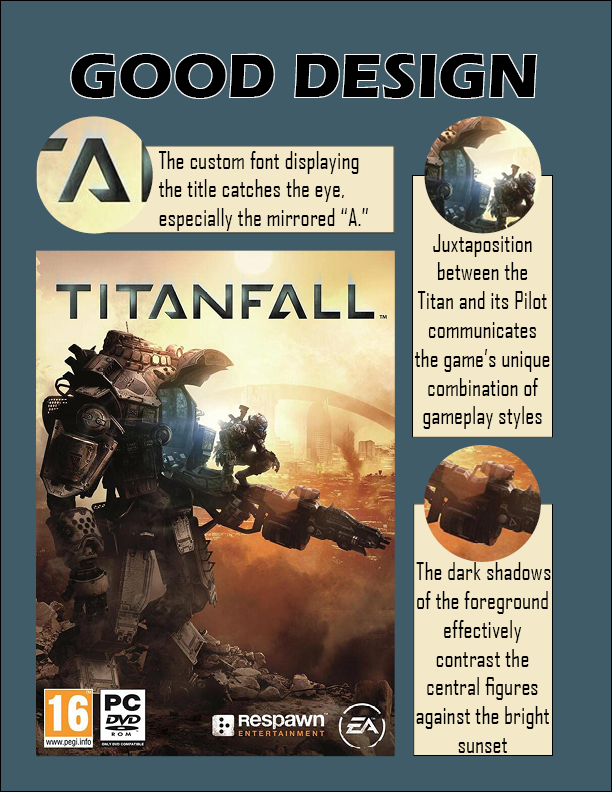 GOOD DESIGN
TA
The custom font displaying
the title catches the eye,
especially the mirrored “A.”
Juxtaposition
between the
Titan and its Pilot
communicates
the game’s unique
combination of
gameplay styles
TITANFALL™
The dark shadows
of the foreground
effectively
contrast the
central figures
against the bright
sunset
16
www.pegi.info
PC
DVD
ROM
ONLY DVD COMPATIBLE
Respawn
ENTERTAINMENT
EA